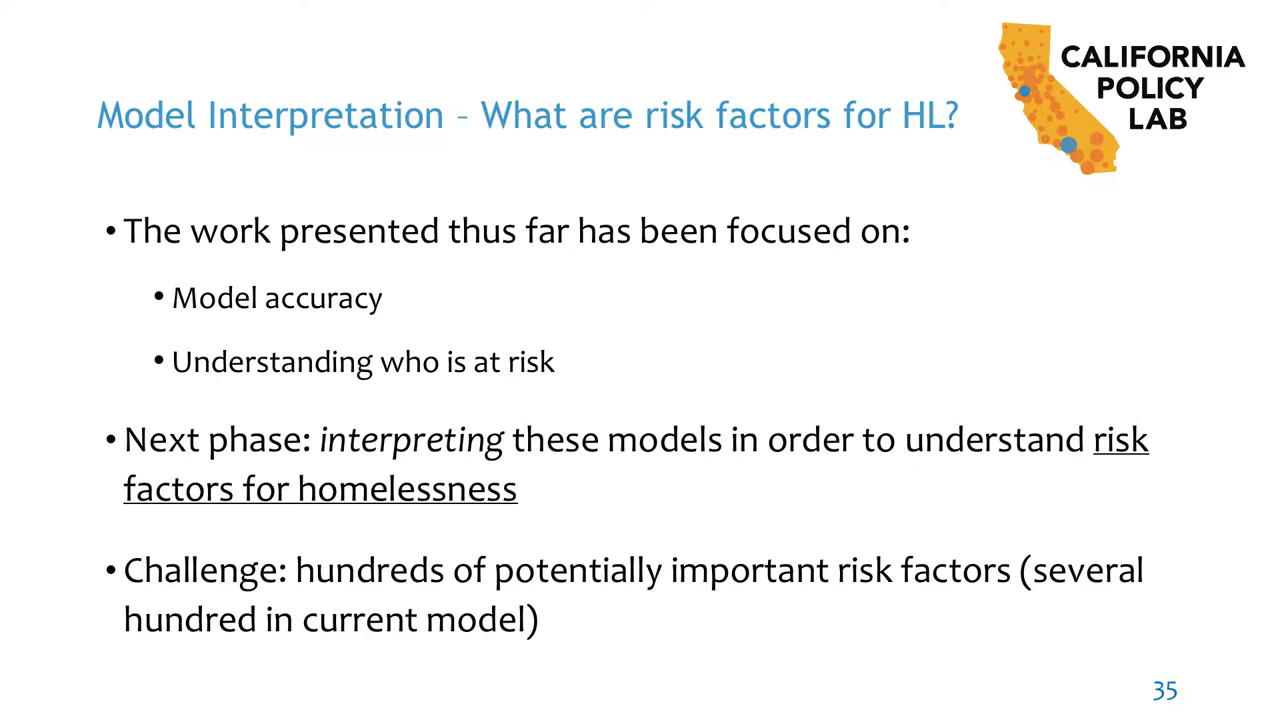 CALIFORNIA
POLICY
LAB
Model Interpretation – What are risk factors for HL?
• The work presented thus far has been focused on:
• Model accuracy
• Understanding who is at risk
• Next phase: interpreting these models in order to understand risk
factors for homelessness
• Challenge: hundreds of potentially important risk factors (several
hundred in current model)
35